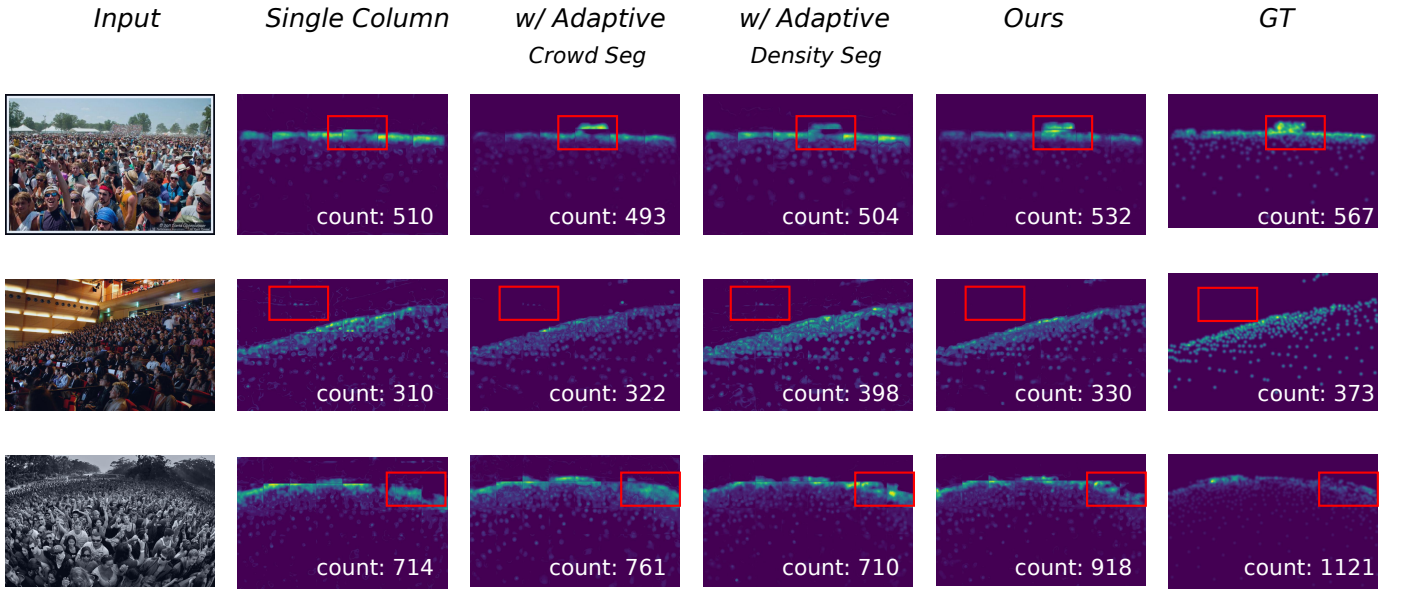 Input Single Column w/ Adaptive w/ Adaptive Ours GT
Crowd Seg Density Seg
count: 510 count: 493 count: 504 count: 532 count: 567
count: 310 count: 322 count: 398 count: 330 count: 373
count: 714 count: 761 count: 710 count: 918 count: 1121